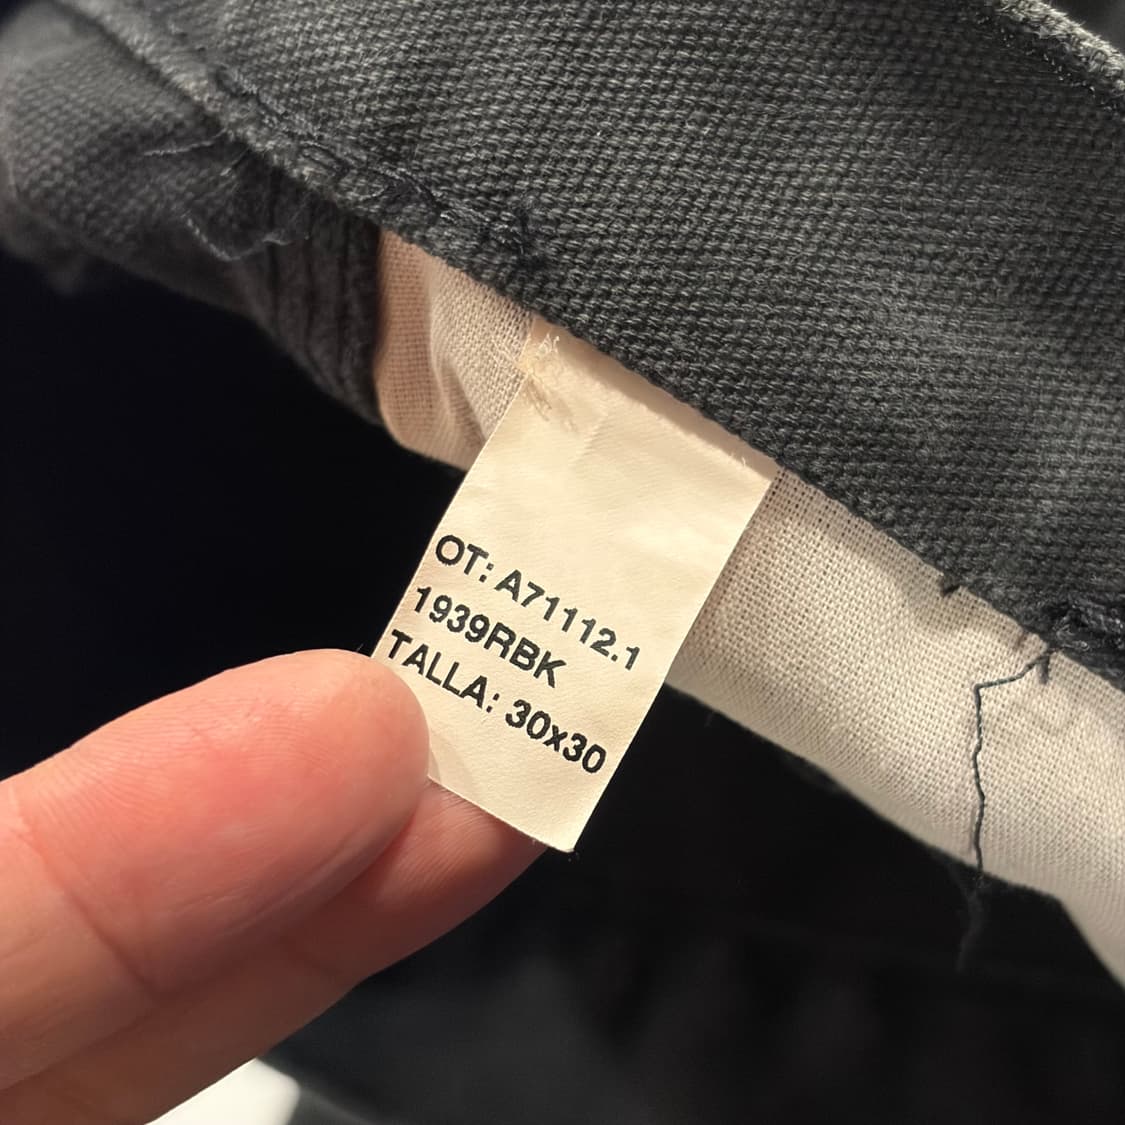 OT: A71112.1
1939RBK
TALLA: 30x30